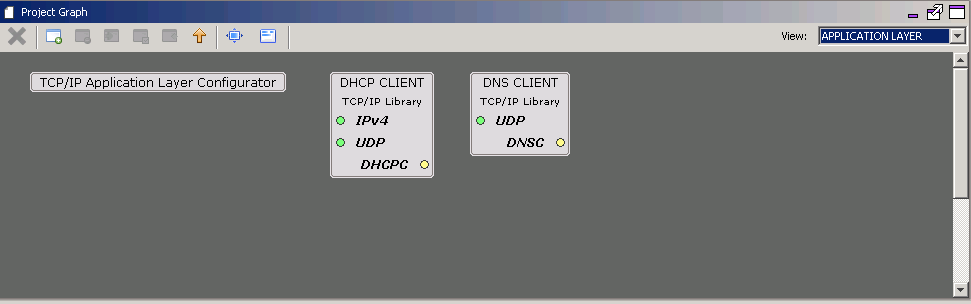 Project Graph
View: APPLICATION LAYER
TCP/IP Application Layer Configurator
DHCP CLIENT
TCP/IP Library
IPv4
UDP
DHCPC
DNS CLIENT
TCP/IP Library
UDP
DNSC